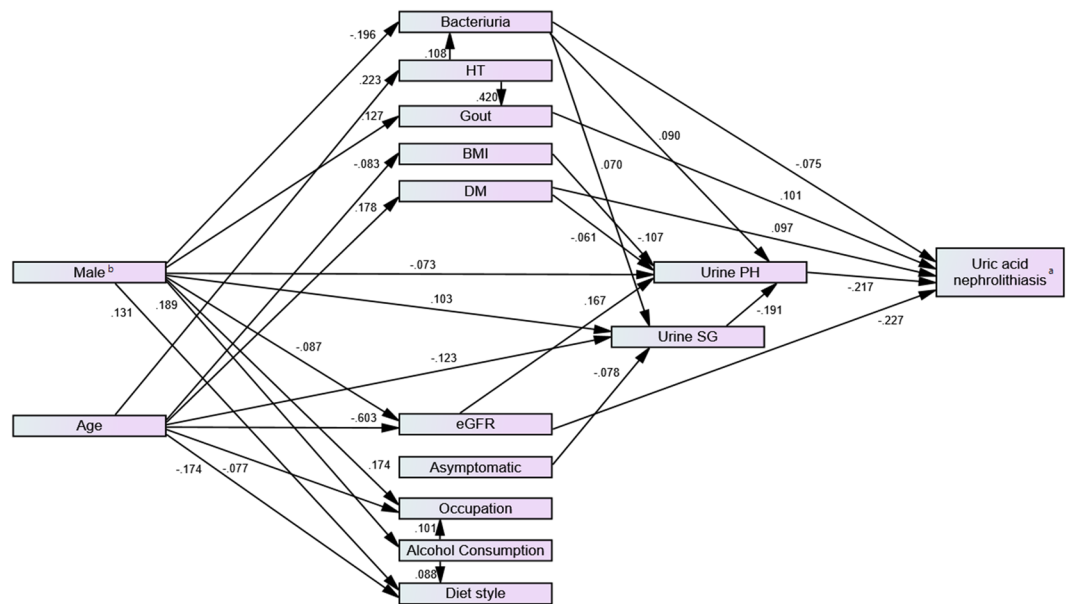 Bacteriuria
-.196
.108
HT
.223
.420
.127
Gout
.090
-.083
BMI
.070
-.075
.178
DM
.101
.097
-.061
-.107
Male b
-.073
Urine PH
Uric acid
nephrolithiasis a
.131
.189
.103
.167
-.217
-.191
-.227
-.087
-.123
Urine SG
-.078
Age
-.603
eGFR
-.174
-.077
.174
Asymptomatic
Occupation
.101
Alcohol Consumption
.088
Diet style